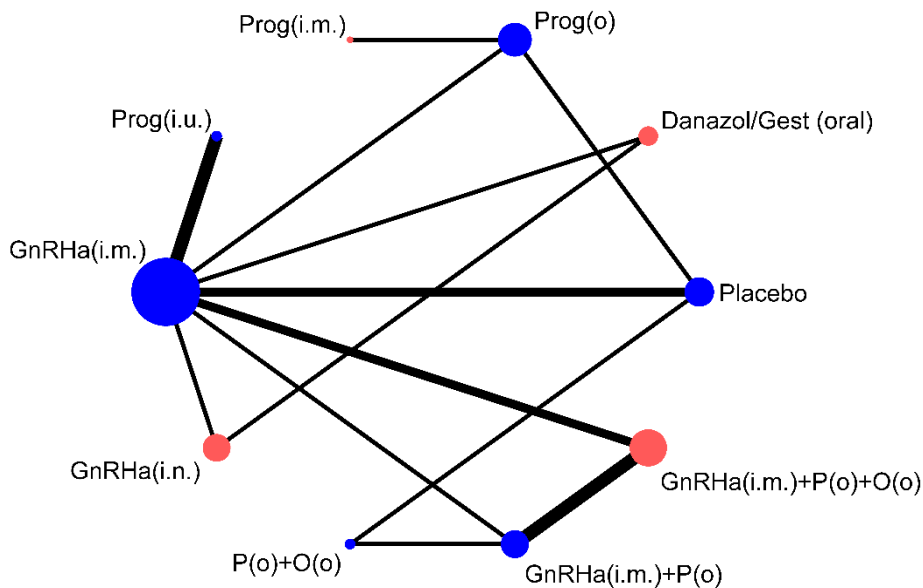 Prog(i.m.)
Prog(o)
Prog(i.u.)
Danazol/Gest (oral)
GnRHa(i.m.)
Placebo
GnRHa(i.n.)
GnRHa(i.m.)+P(o)+O(o)
P(o)+O(o)
GnRHa(i.m.)+P(o)